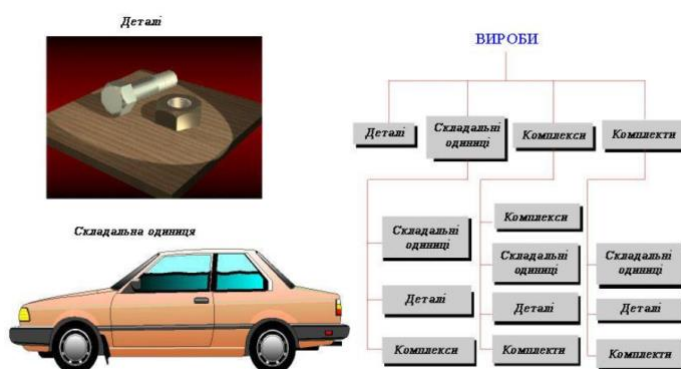 Деталі
ВИРОБИ
Деталі
Складальні
одиниці
Комплекси
Комплекти
Складальна одиниця
Складальні
одиниці
Деталі
Комплекси
Комплекси
Складальні
одиниці
Деталі
Комплекти
Складальні
одиниці
Деталі
Комплекти